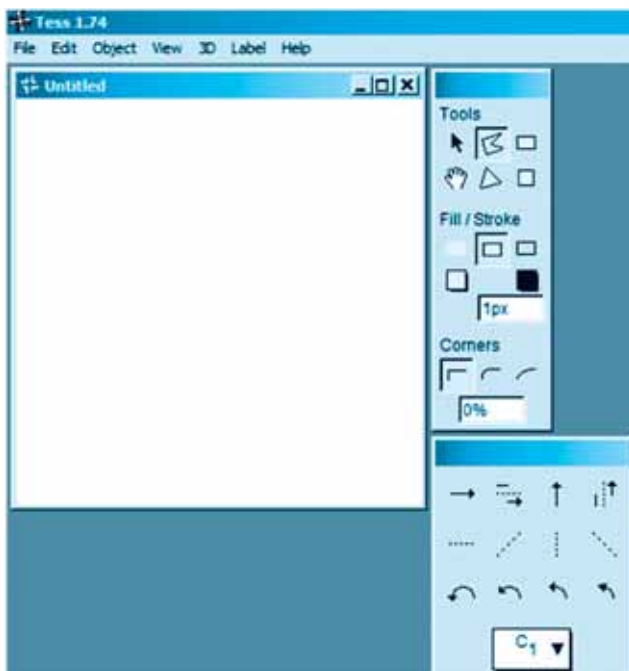 Tess 1.74
File Edit Object View 3D Label Help
Untitled
Tools
Fill / Stroke
1px
Corners
0%
C1